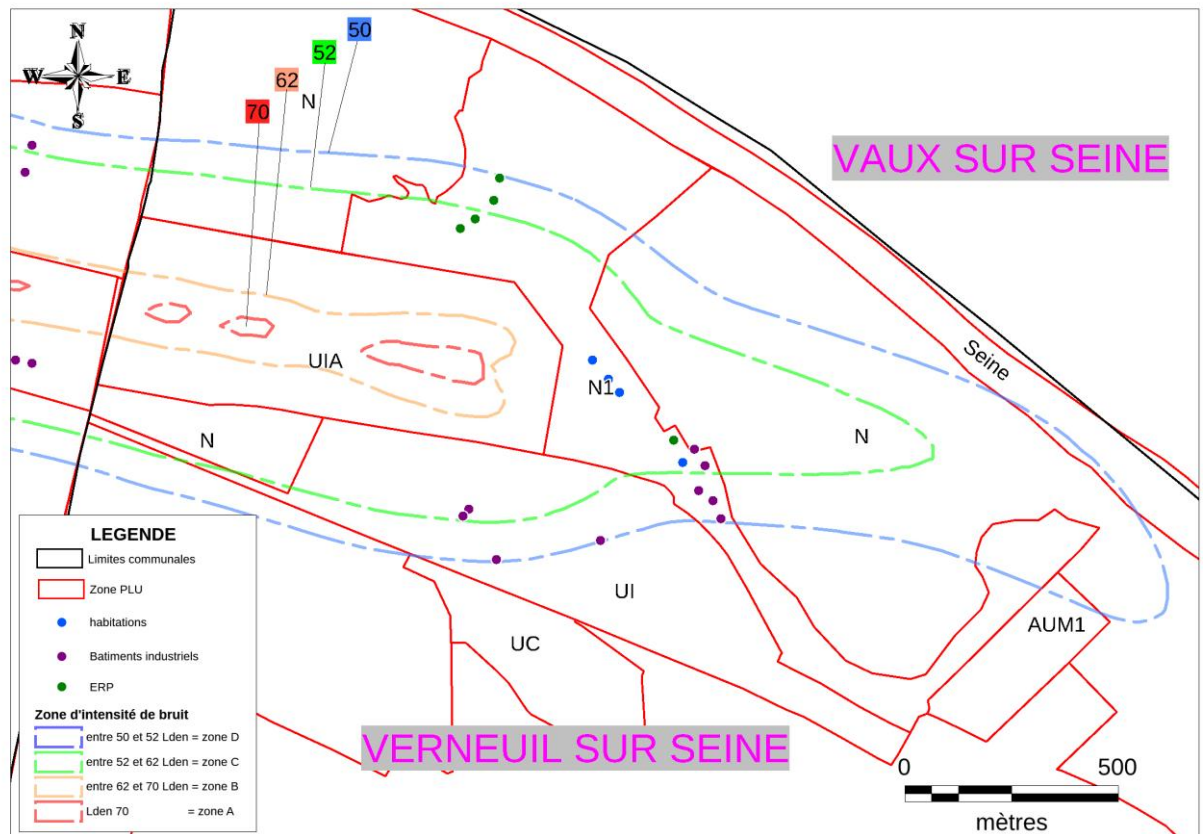 N
W E
S
50
52
62
70
N
VAUX SUR SEINE
Seine
UIA
N1
N
N
UI
UC
AUM1
VERNEUIL SUR SEINE
LEGENDE
Limites communales
Zone PLU
habitations
Batiments industriels
ERP
Zone d'intensité de bruit
entre 50 et 52 Lden = zone D
entre 52 et 62 Lden = zone C
entre 62 et 70 Lden = zone B
Lden 70 = zone A
0 500
mètres